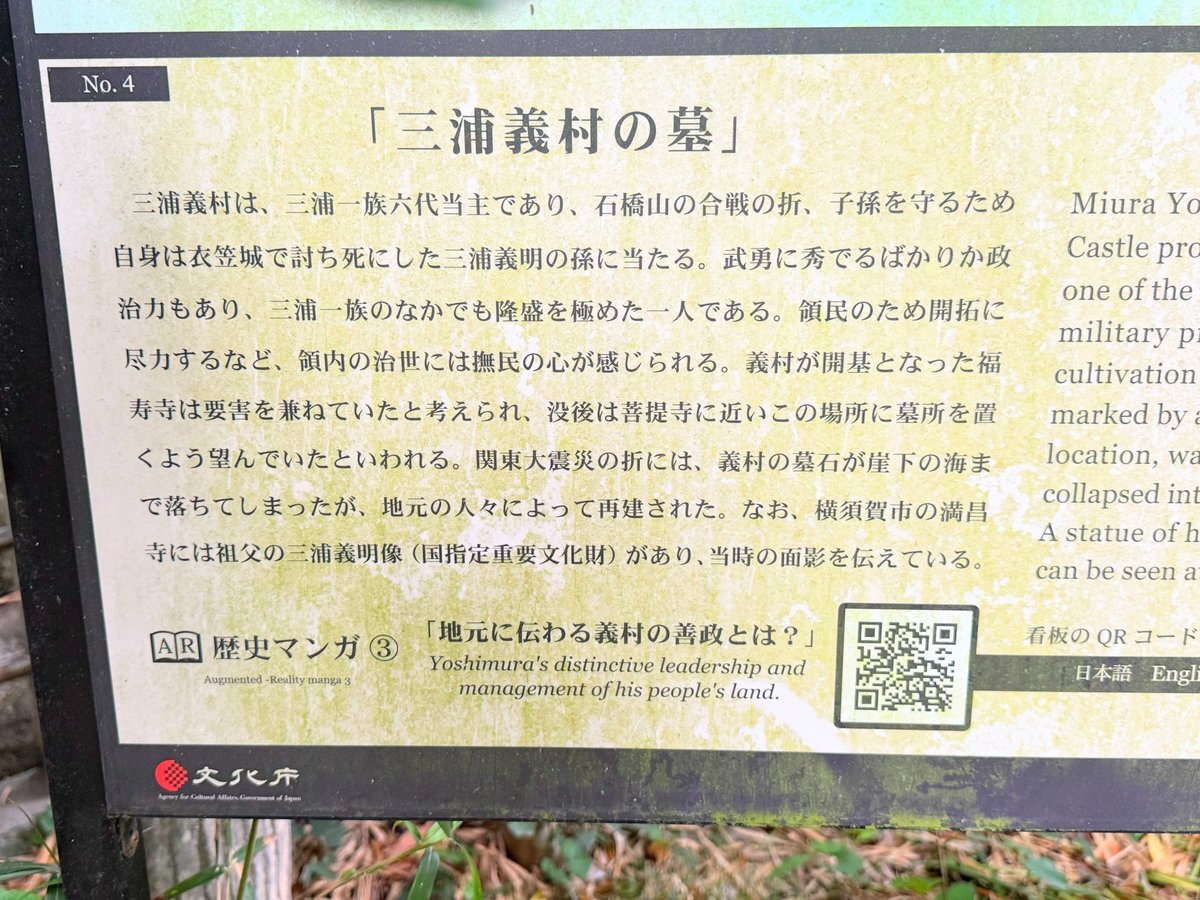 No. 4
「三浦義村の墓」
三浦義村は、三浦一族六代当主であり、石橋山の合戦の折、子孫を守るため
自身は衣笠城で討ち死にした三浦義明の孫に当たる。武勇に秀でるばかりか政
治力もあり、三浦一族のなかでも隆盛を極めた一人である。領民のため開拓に
尽力するなど、領内の治世には撫民の心が感じられる。義村が開基となった福
寿寺は要害を兼ねていたと考えられ、没後は菩提寺に近いこの場所に墓所を置
くよう望んでいたといわれる。関東大震災の折には、義村の墓石が崖下の海ま
で落ちてしまったが、地元の人々によって再建された。なお、横須賀市の満昌
寺には祖父の三浦義明像（国指定重要文化財）があり、当時の面影を伝えている。
Miura Yo
Castle pro
one of the
military p
cultivation
marked by a
location, wa
collapsed int
A statue of h
can be seen a
AR 歴史マンガ ③
Augmented -Reality manga 3
「地元に伝わる義村の善政とは？」
Yoshimura's distinctive leadership and
management of his people's land.
看板の QR コード
日本語 Engli
文化庁
Agency for Cultural Affairs, Government of Japan